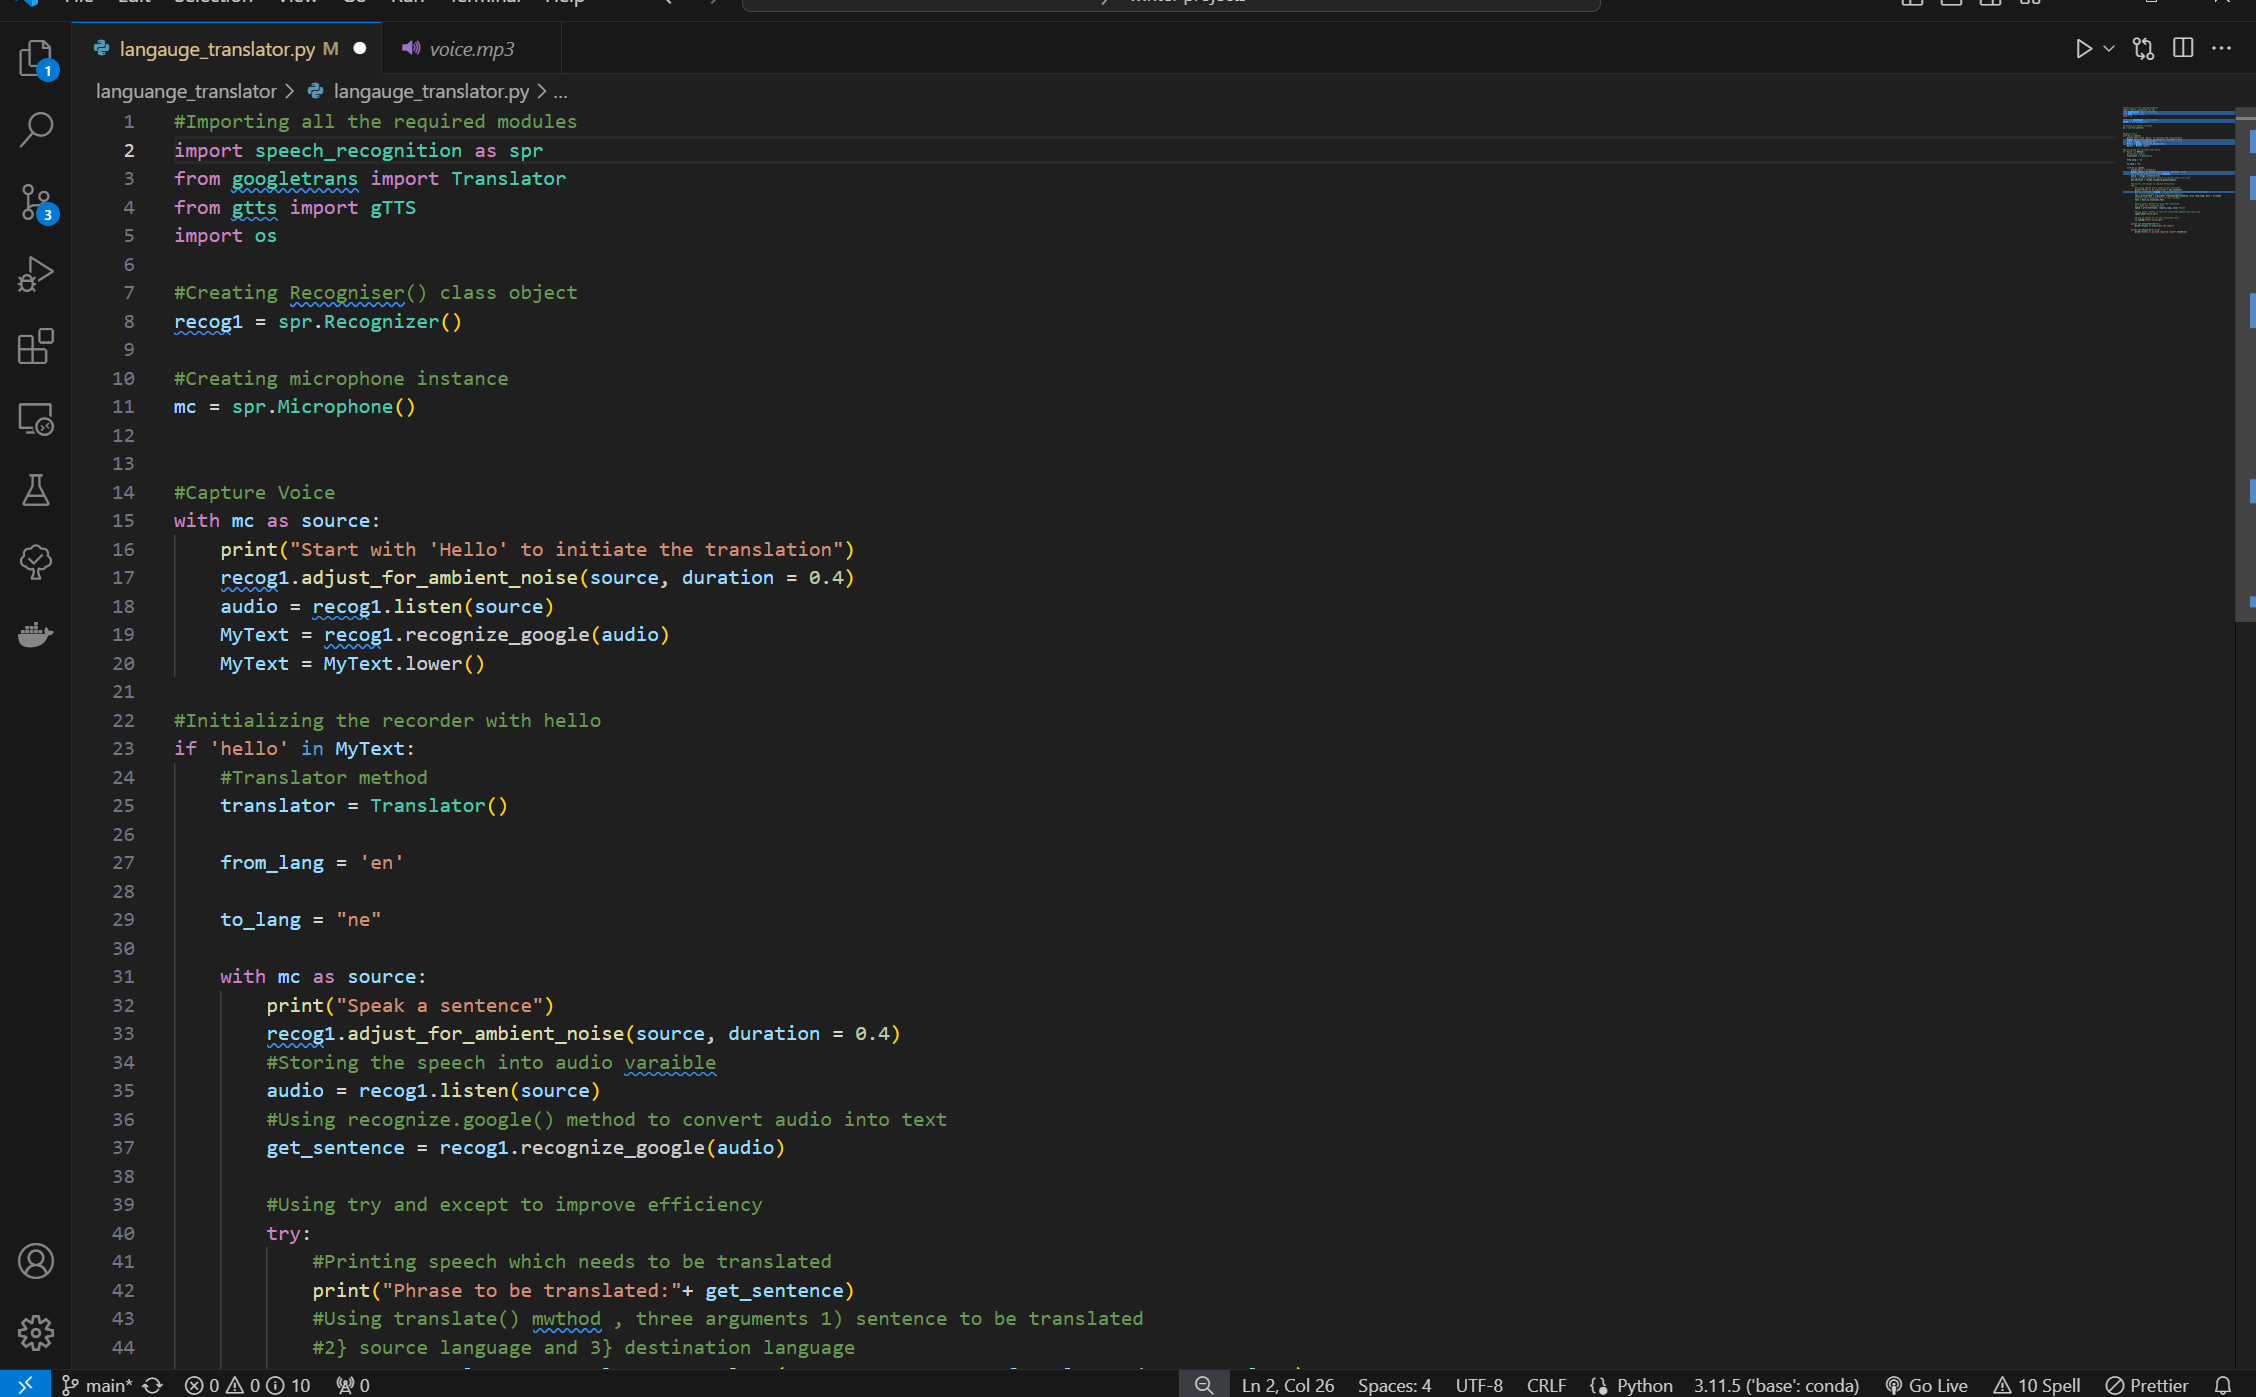 File Edit Selection View Go Run Terminal Help
winter projects
langauge_translator.py M
voice.mp3
1
languange_translator > langauge_translator.py > ...
1 #Importing all the required modules
2 import speech_recognition as spr
3 from googletrans import Translator
4 from gtts import gTTS
5 import os
6
7 #Creating Recogniser() class object
8 recog1 = spr.Recognizer()
9
10 #Creating microphone instance
11 mc = spr.Microphone()
12
13
14 #Capture Voice
15 with mc as source:
16 print("Start with 'Hello' to initiate the translation")
17 recog1.adjust_for_ambient_noise(source, duration = 0.4)
18 audio = recog1.listen(source)
19 MyText = recog1.recognize_google(audio)
20 MyText = MyText.lower()
21
22 #Initializing the recorder with hello
23 if 'hello' in MyText:
24 #Translator method
25 translator = Translator()
26
27 from_lang = 'en'
28
29 to_lang = "ne"
30
31 with mc as source:
32 print("Speak a sentence")
33 recog1.adjust_for_ambient_noise(source, duration = 0.4)
34 #Storing the speech into audio varaible
35 audio = recog1.listen(source)
36 #Using recognize.google() method to convert audio into text
37 get_sentence = recog1.recognize_google(audio)
38
39 #Using try and except to improve efficiency
40 try:
41 #Printing speech which needs to be translated
42 print("Phrase to be translated:"+ get_sentence)
43 #Using translate() mwthod , three arguments 1) sentence to be translated
44 #2} source language and 3} destination language
3
main* 0 0 10 0 Ln 2, Col 26 Spaces: 4 UTF-8 CRLF Python 3.11.5 ('base': conda) Go Live 10 Spell Prettier